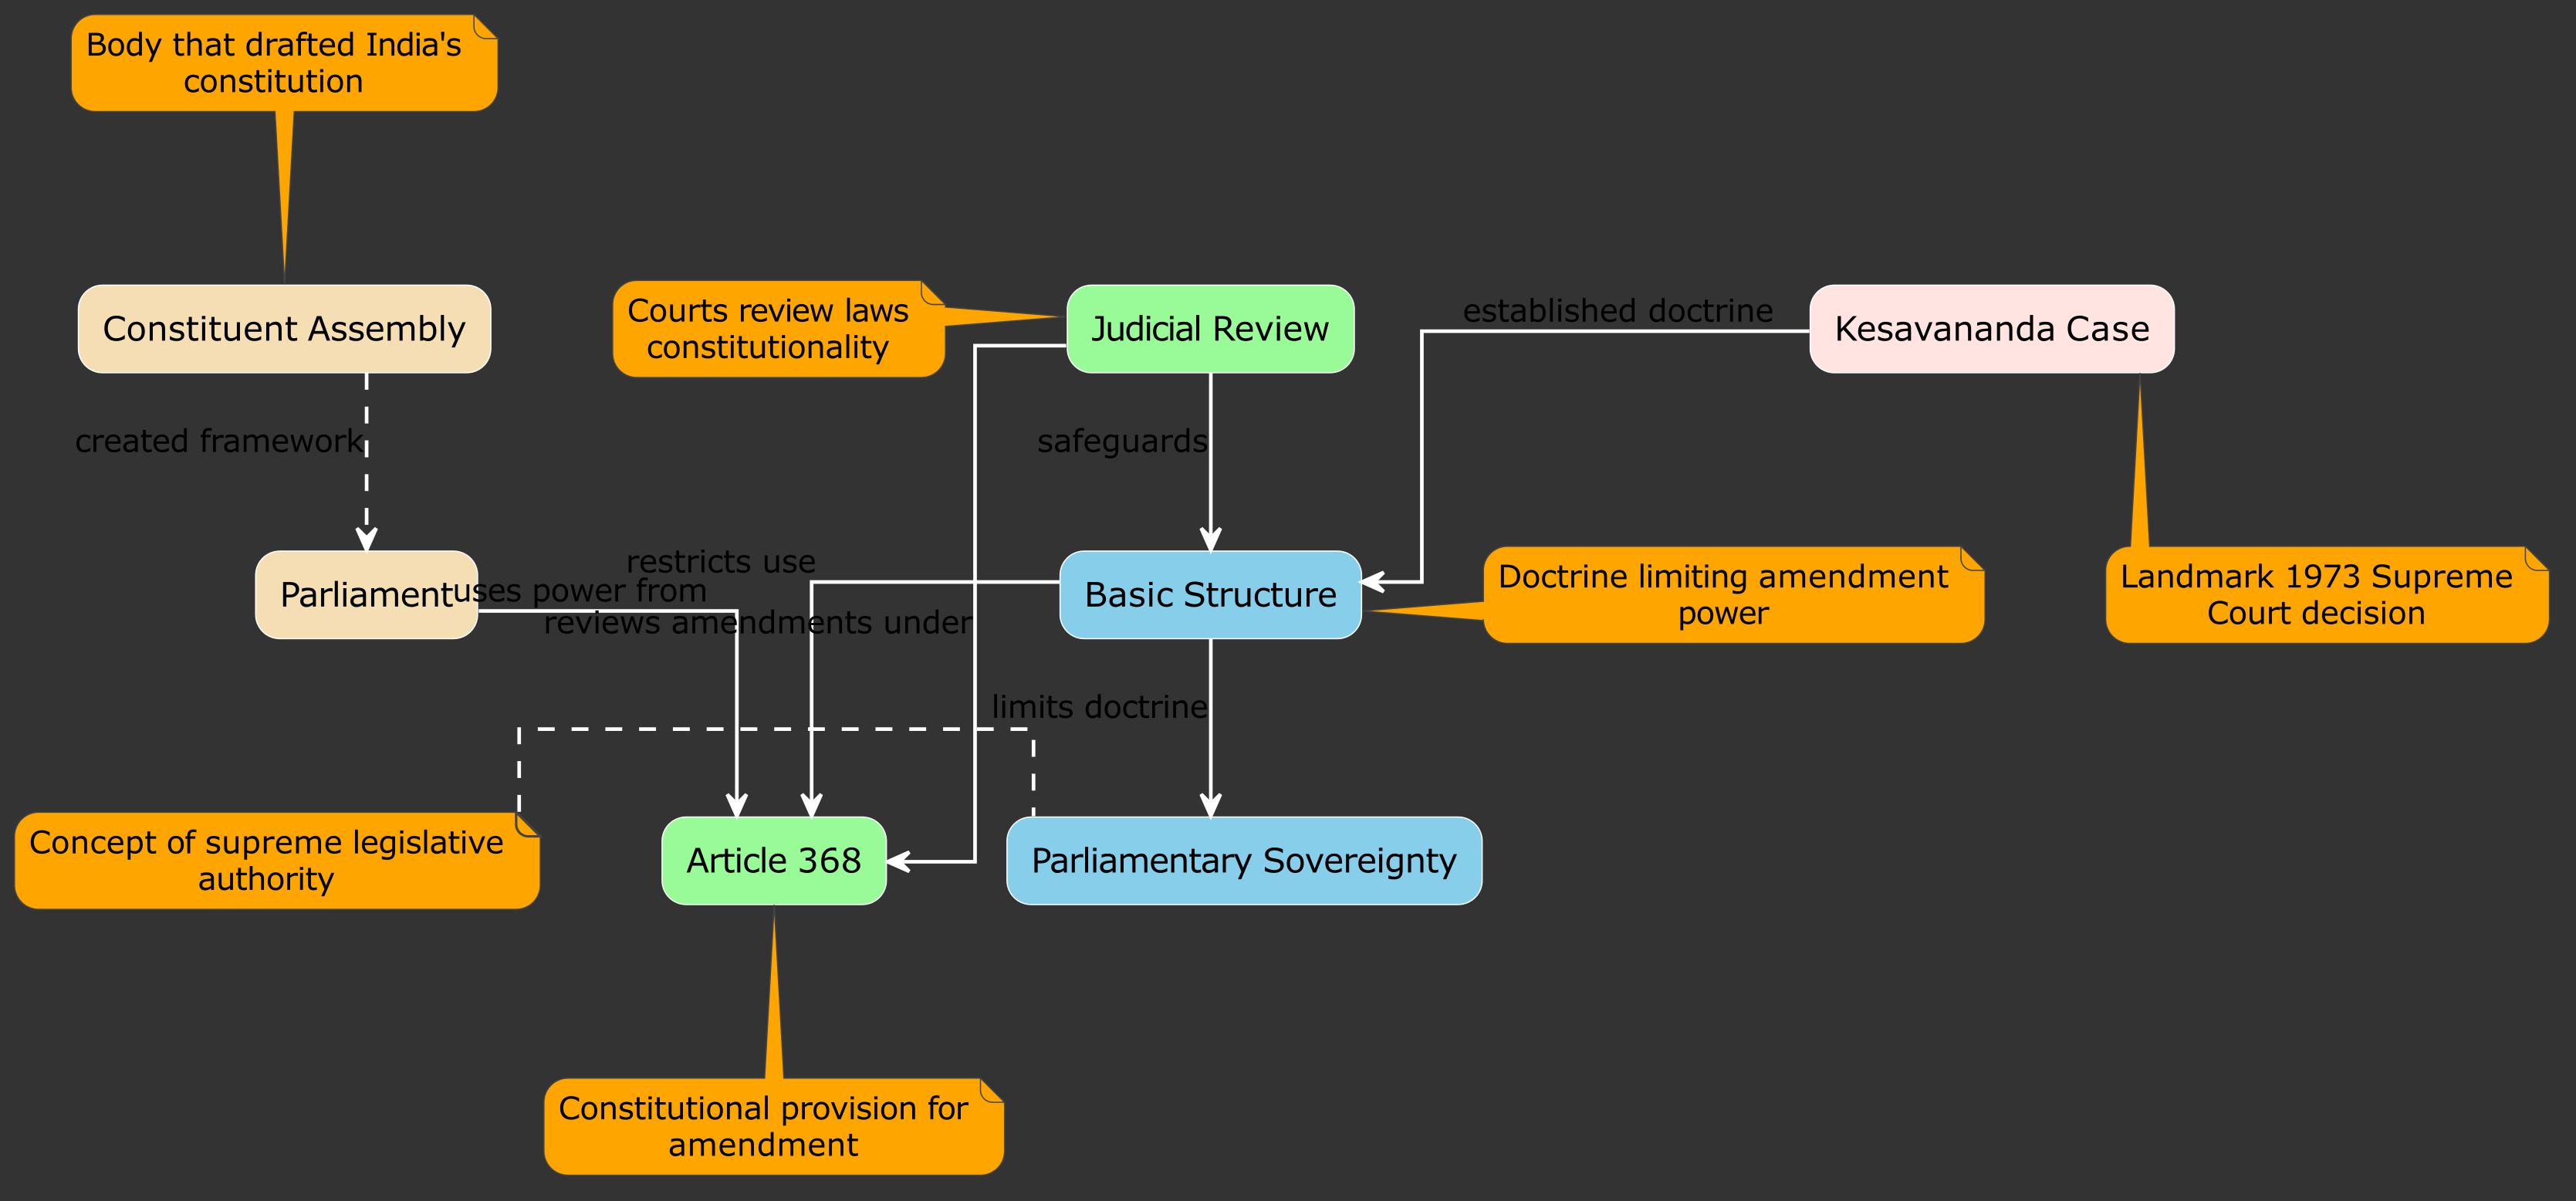 Body that drafted India's
constitution
Constituent Assembly
Courts review laws
constitutionality
Judicial Review
established doctrine
Kesavananda Case
created framework
safeguards
Parliament
uses power from
restricts use
reviews amendments under
Basic Structure
Doctrine limiting amendment
power
Landmark 1973 Supreme
Court decision
limits doctrine
Concept of supreme legislative
authority
Article 368
Parliamentary Sovereignty
Constitutional provision for
amendment